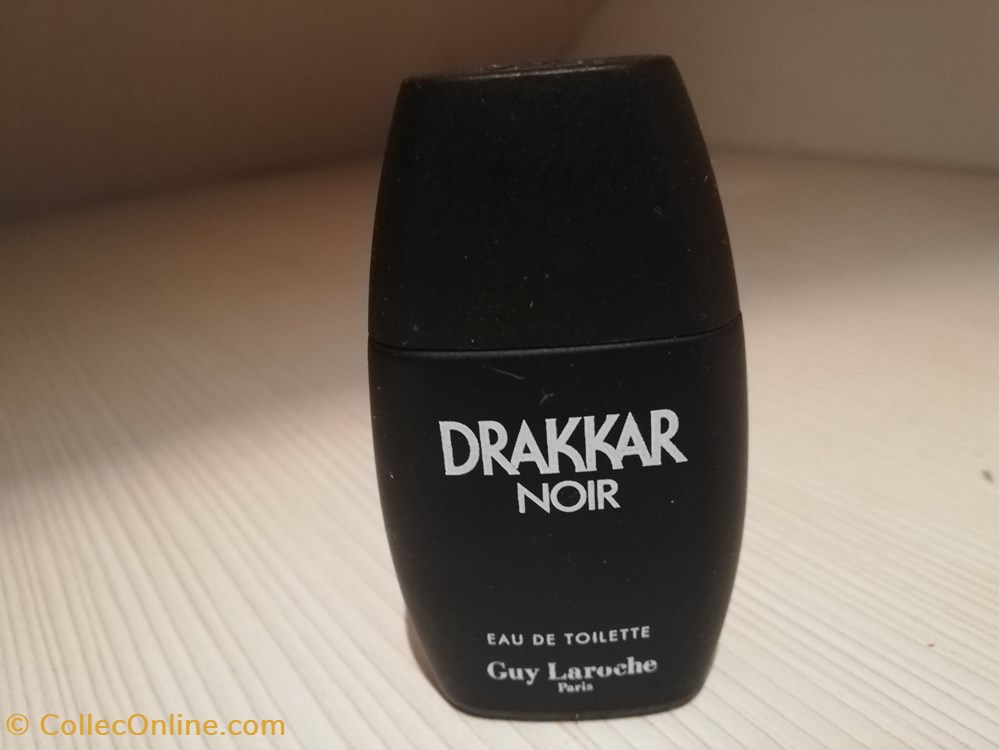 DRAKKAR
NOIR
EAU DE TOILETTE
Guy Laroche
Paris
© CollecOnline.com